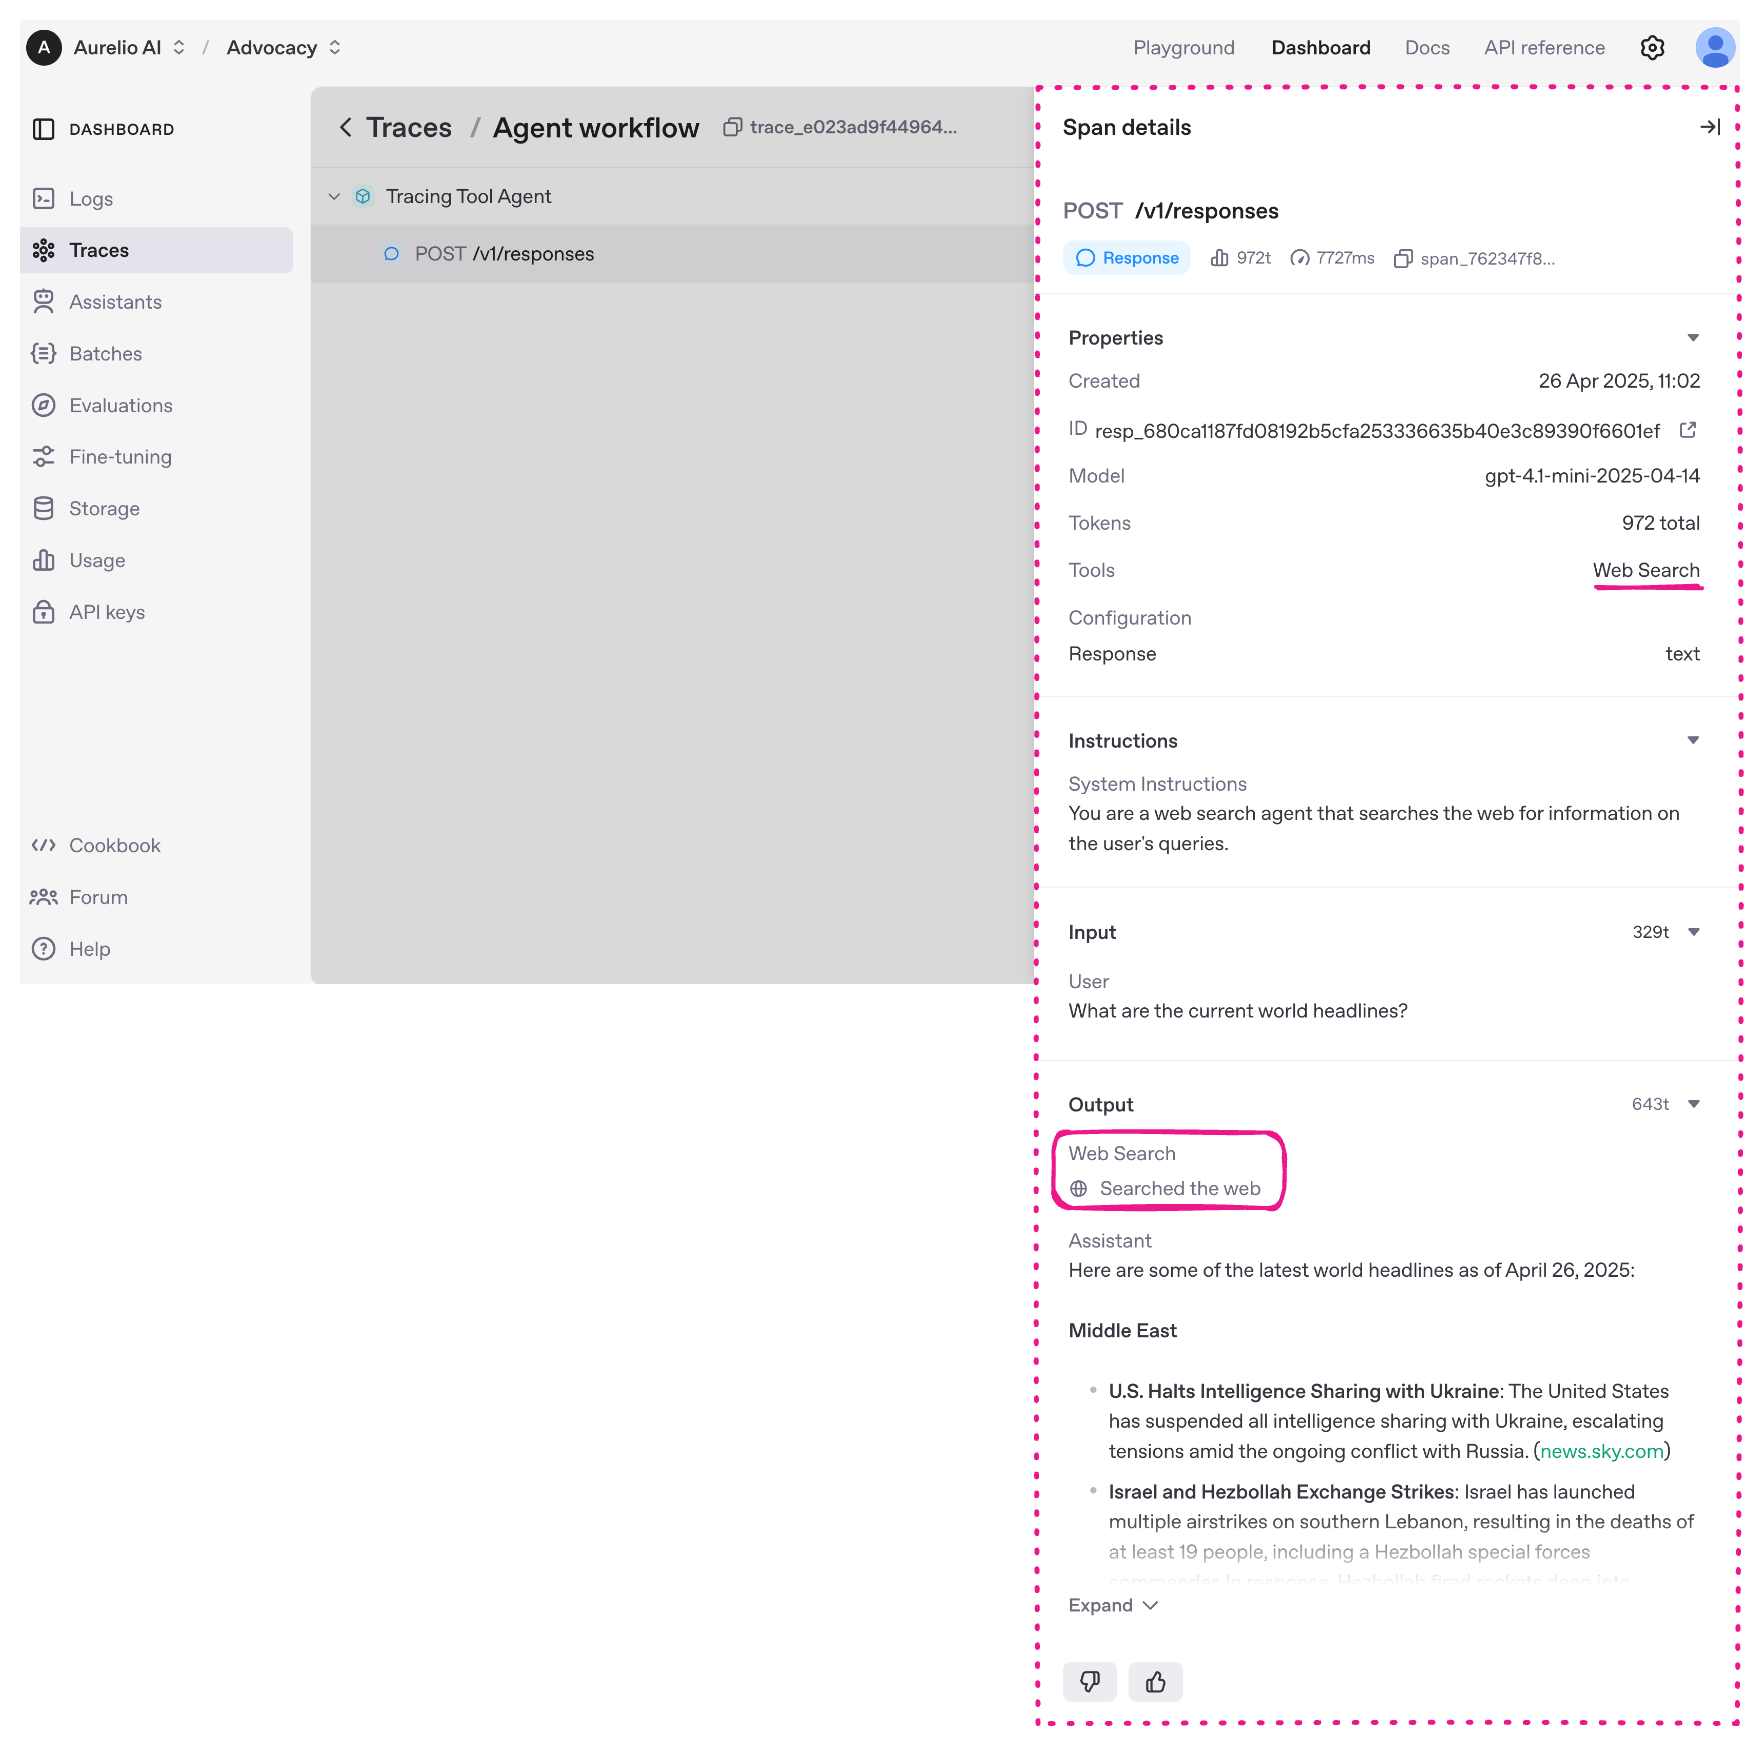 A Aurelio AI / Advocacy
Playground Dashboard Docs API reference
DASHBOARD
Logs
Traces
Assistants
Batches
Evaluations
Fine-tuning
Storage
Usage
API keys
Cookbook
Forum
Help
Traces / Agent workflow trace_e023ad9f44964...
Tracing Tool Agent
POST /v1/responses
Span details
POST /v1/responses
Response 972t 7727ms span_762347f8...
Properties
Created 26 Apr 2025, 11:02
ID resp_680ca1187fd08192b5cfa253336635b40e3c89390f6601ef
Model gpt-4.1-mini-2025-04-14
Tokens 972 total
Tools Web Search
Configuration
Response text
Instructions
System Instructions
You are a web search agent that searches the web for information on
the user's queries.
Input 329t
User
What are the current world headlines?
Output 643t
Web Search
Searched the web
Assistant
Here are some of the latest world headlines as of April 26, 2025:
Middle East
• U.S. Halts Intelligence Sharing with Ukraine: The United States
has suspended all intelligence sharing with Ukraine, escalating
tensions amid the ongoing conflict with Russia. (news.sky.com)
• Israel and Hezbollah Exchange Strikes: Israel has launched
multiple airstrikes on southern Lebanon, resulting in the deaths of
at least 19 people, including a Hezbollah special forces
commander. In response, Hezbollah fired rockets deep into
Expand